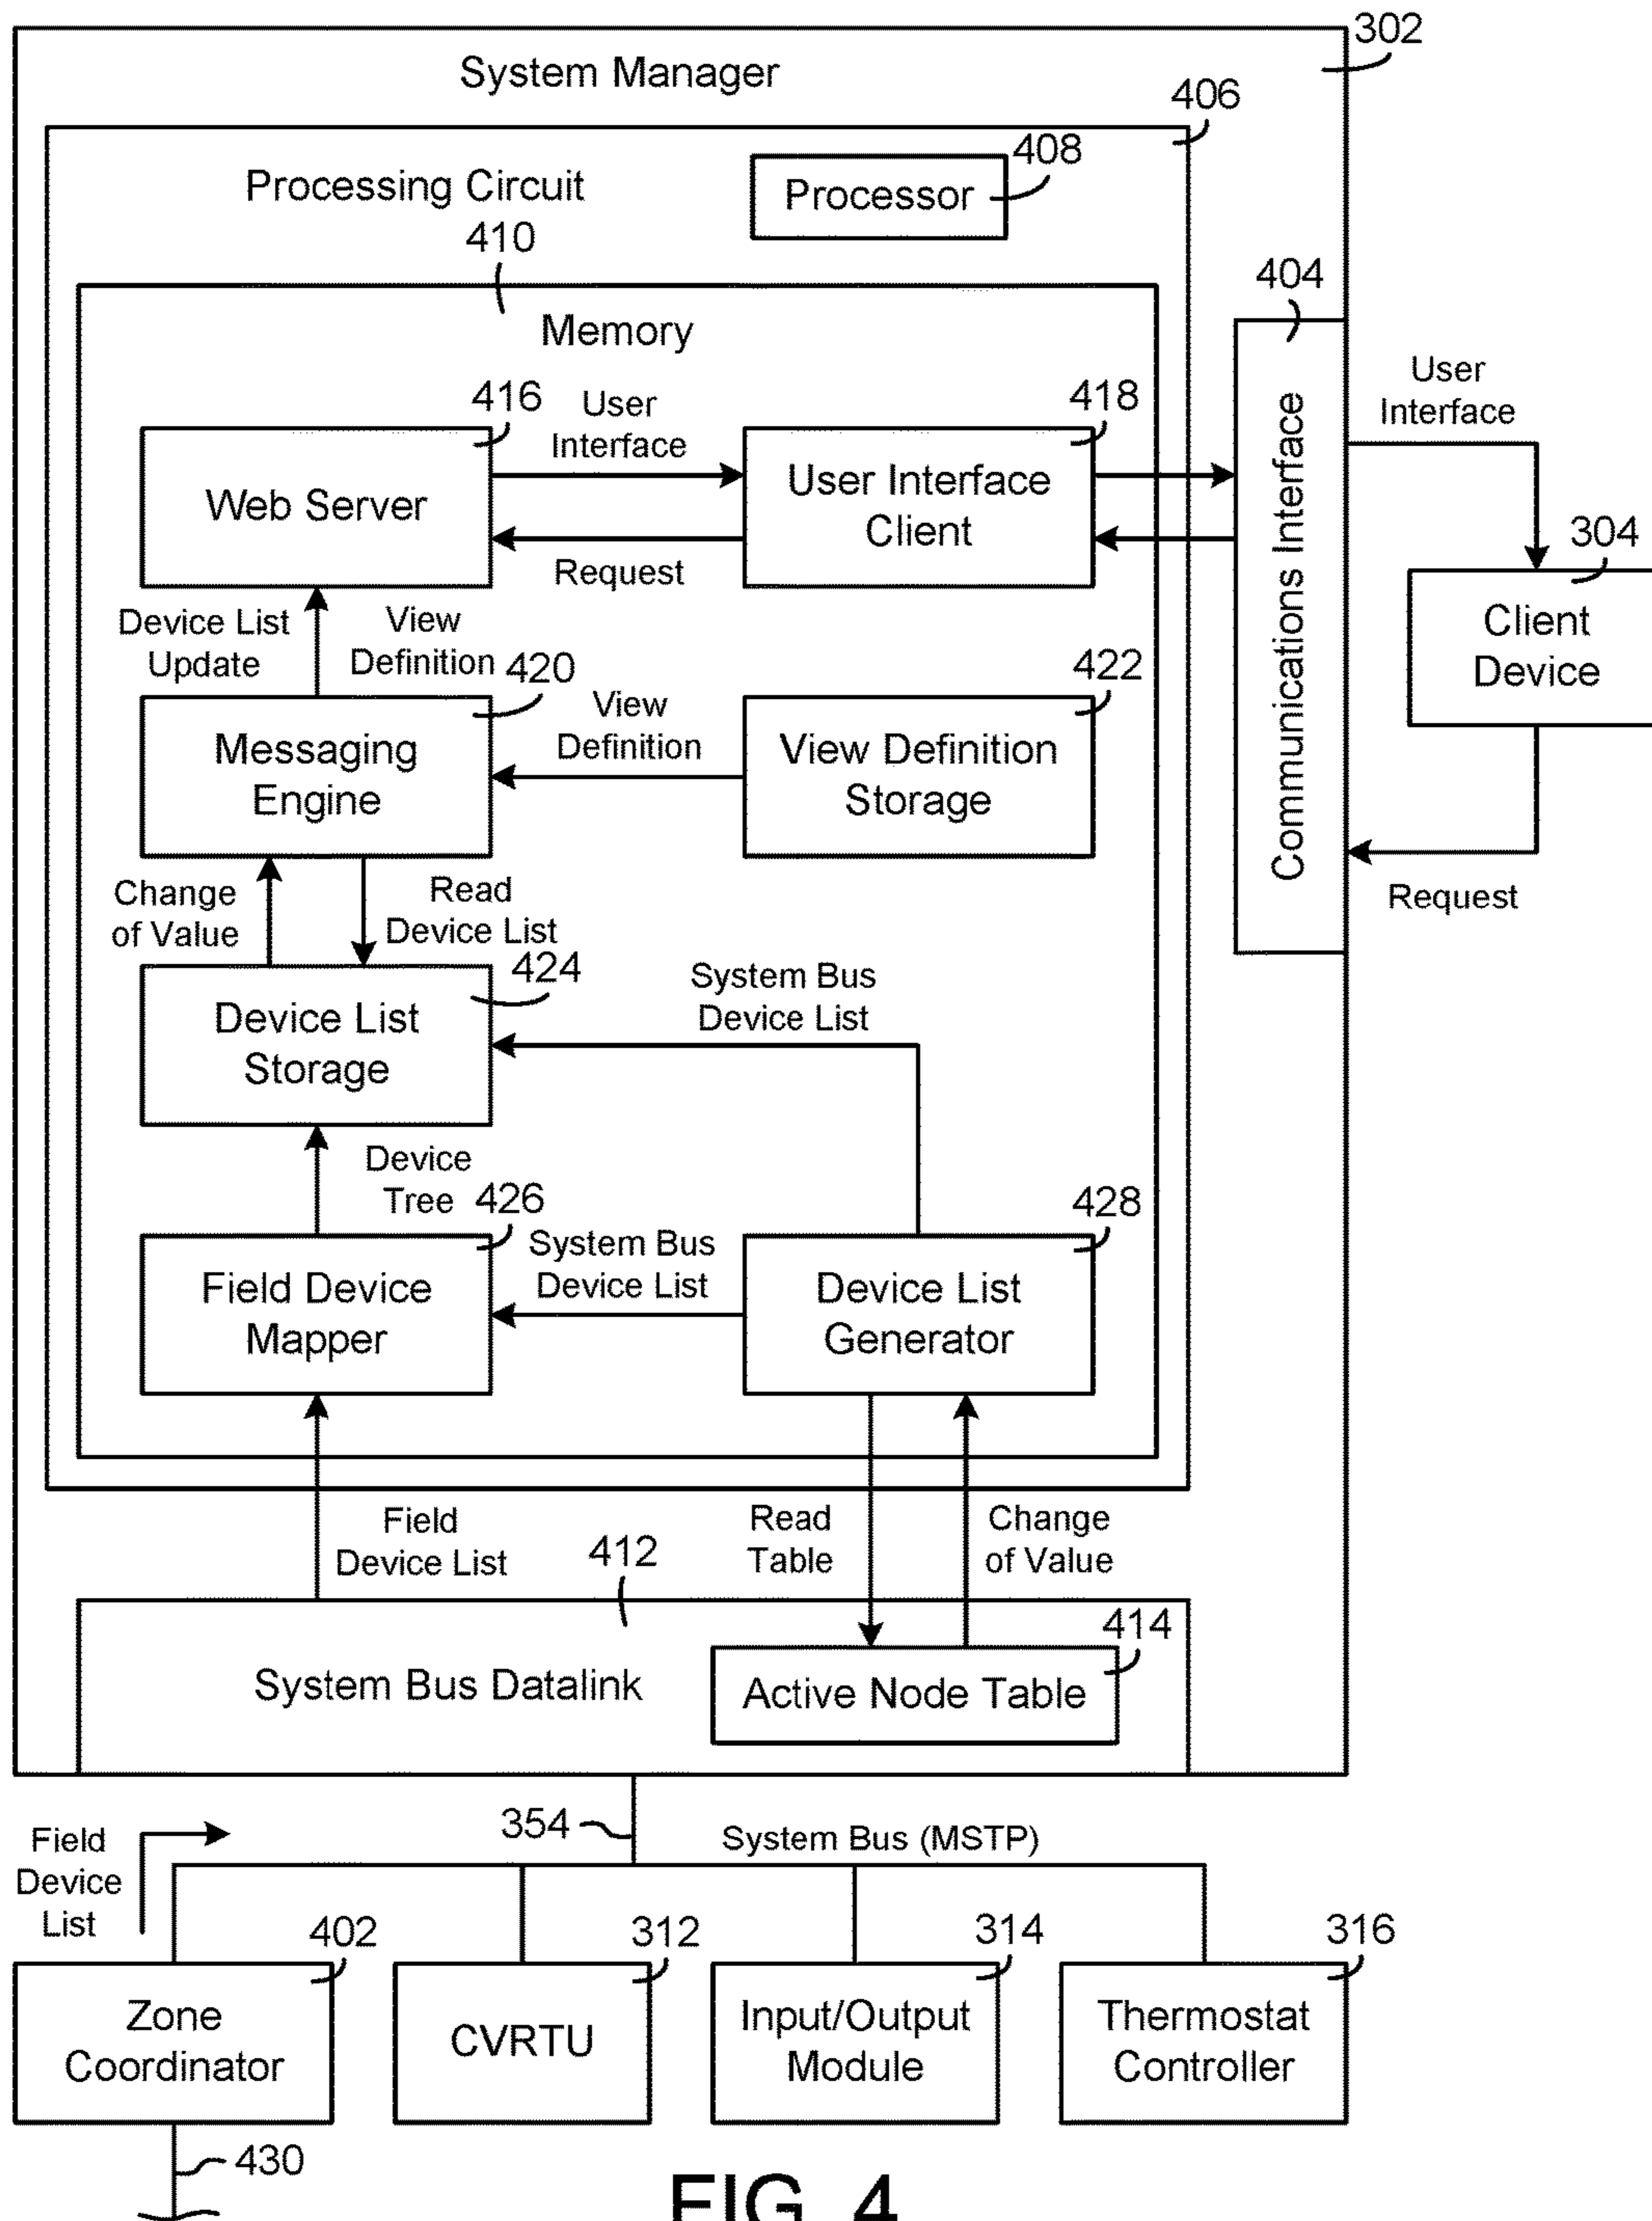 302
System Manager
406
Processing Circuit
408
Processor
410
Memory
404
Communications Interface
416
User
Interface
418
Web Server
User Interface
Client
Request
User
Interface
304
Client
Device
Request
Device List
Update
View
Definition
420
View
Definition
422
Messaging
Engine
View Definition
Storage
Change
of Value
Read
Device List
424
System Bus
Device List
Device List
Storage
Device
Tree
426
System Bus
Device List
428
Field Device
Mapper
Device List
Generator
Field
Device List
412
Read
Table
Change
of Value
414
System Bus Datalink
Active Node Table
354
System Bus (MSTP)
Field
Device
List
402
312
314
316
Zone
Coordinator
CVRTU
Input/Output
Module
Thermostat
Controller
430
FIG. 4